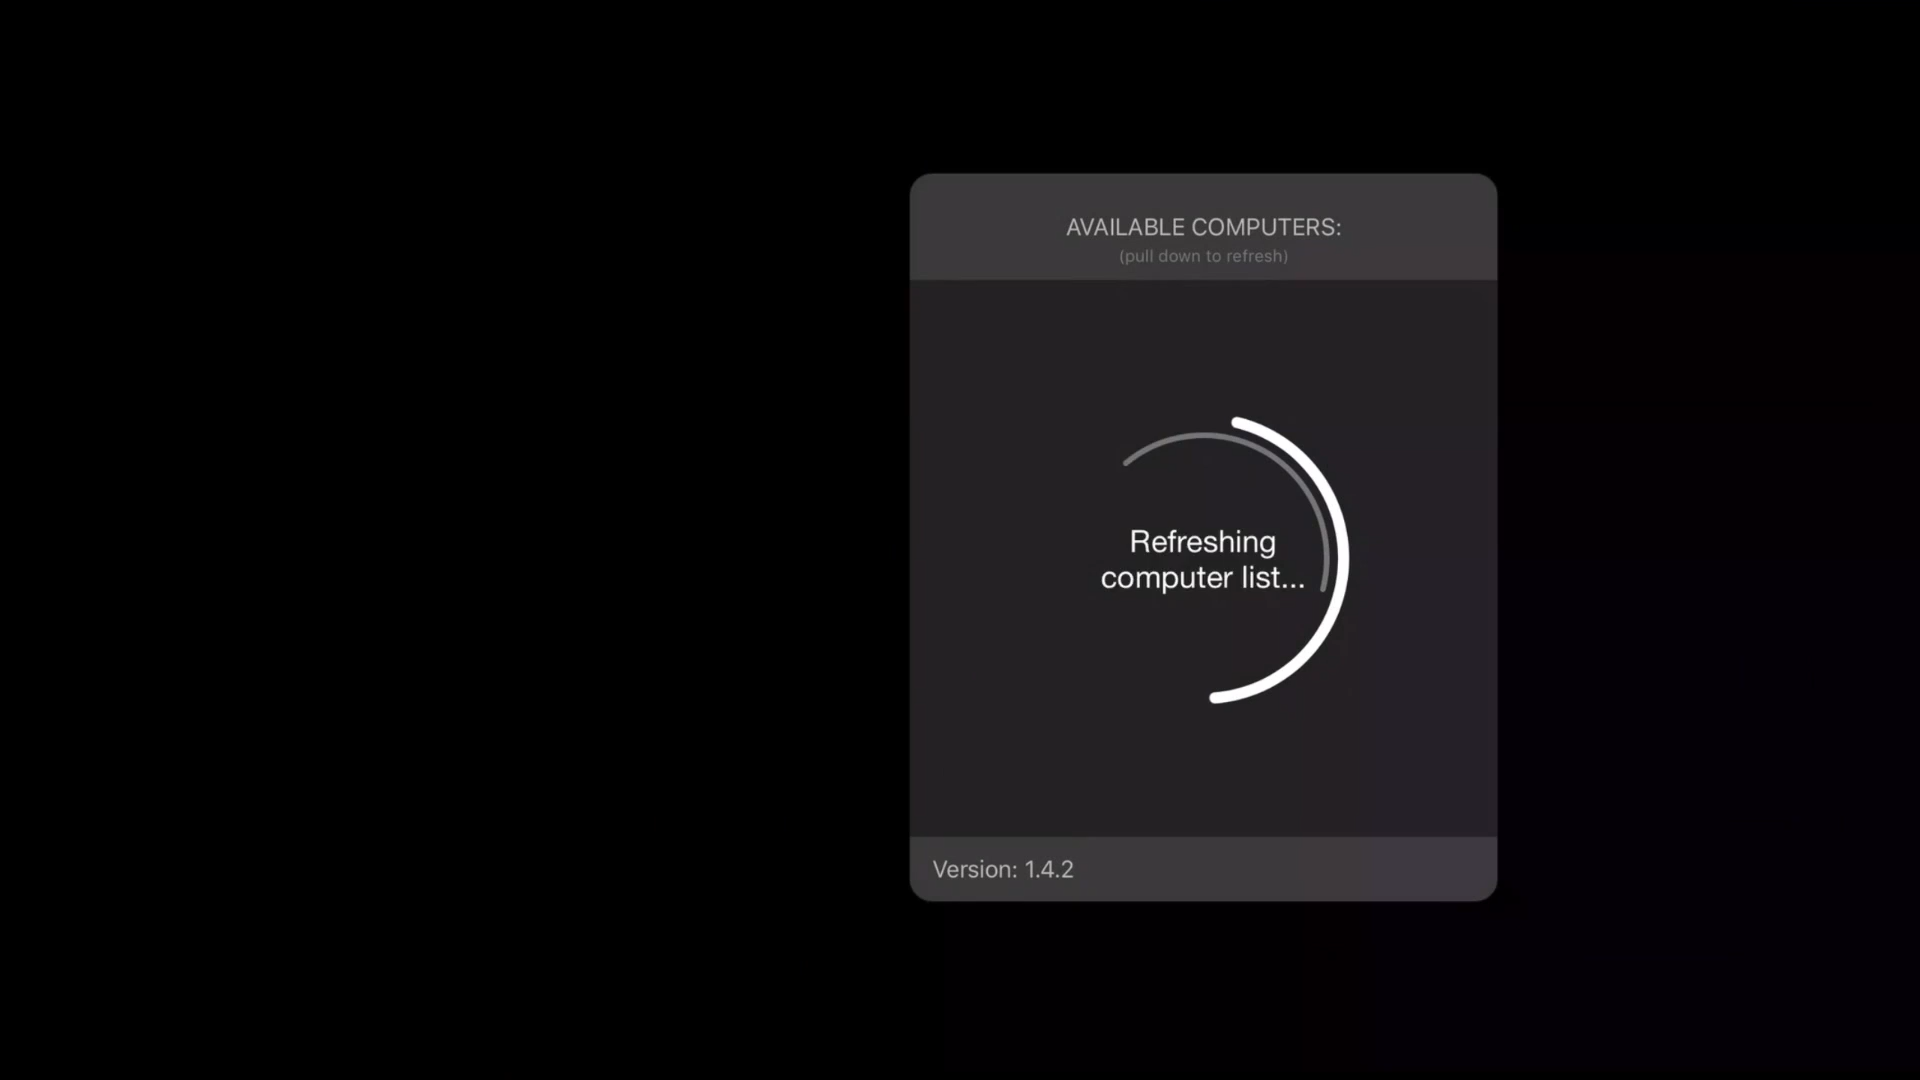 AVAILABLE COMPUTERS:
(pull down to refresh)
Refreshing
computer list...
Version: 1.4.2